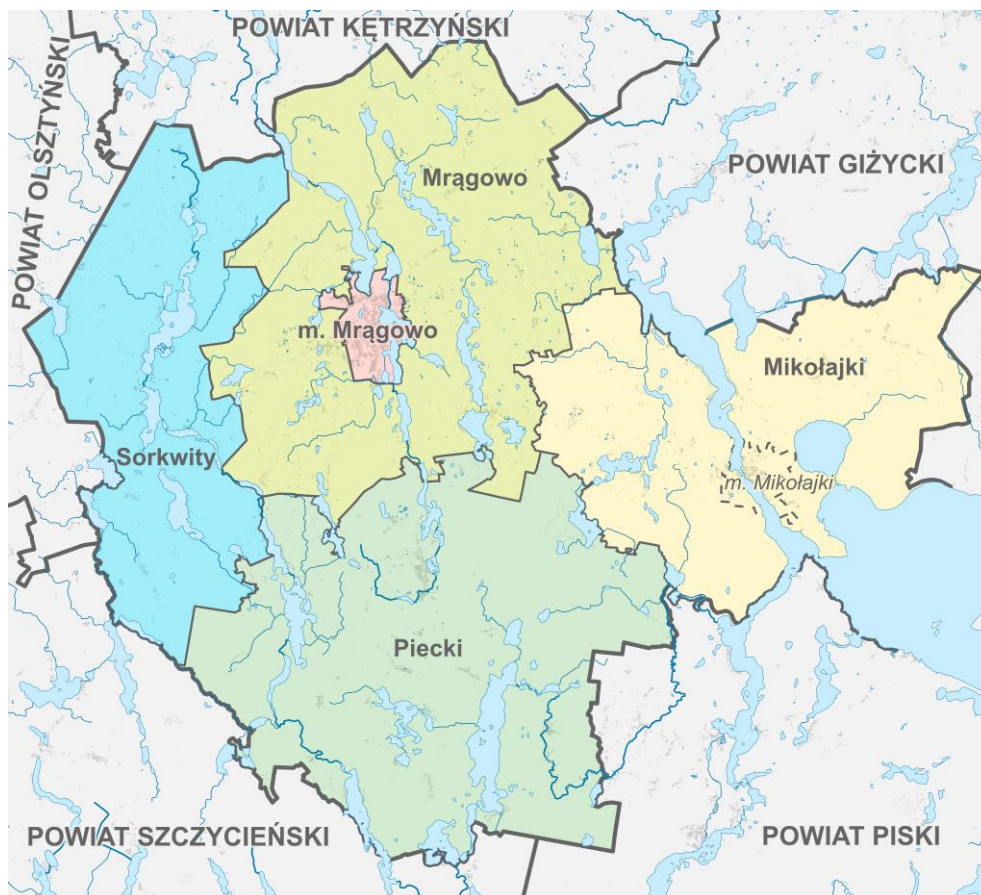 POWIAT KĘTRZYŃSKI
POWIAT OLSZTYŃSKI
Mrągowo
POWIAT GIŻYCKI
m. Mrągowo
Mikołajki
Sorkwity
m. Mikołajki
Piecki
POWIAT SZCZYCIEŃSKI
POWIAT PISKI